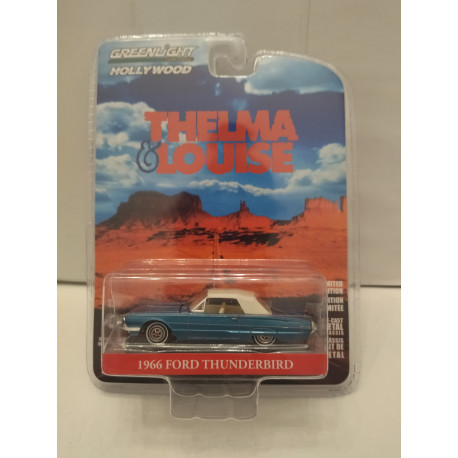 GREENLIGHT
HOLLYWOOD
THELMA
& LOUISE
1966 FORD THUNDERBIRD